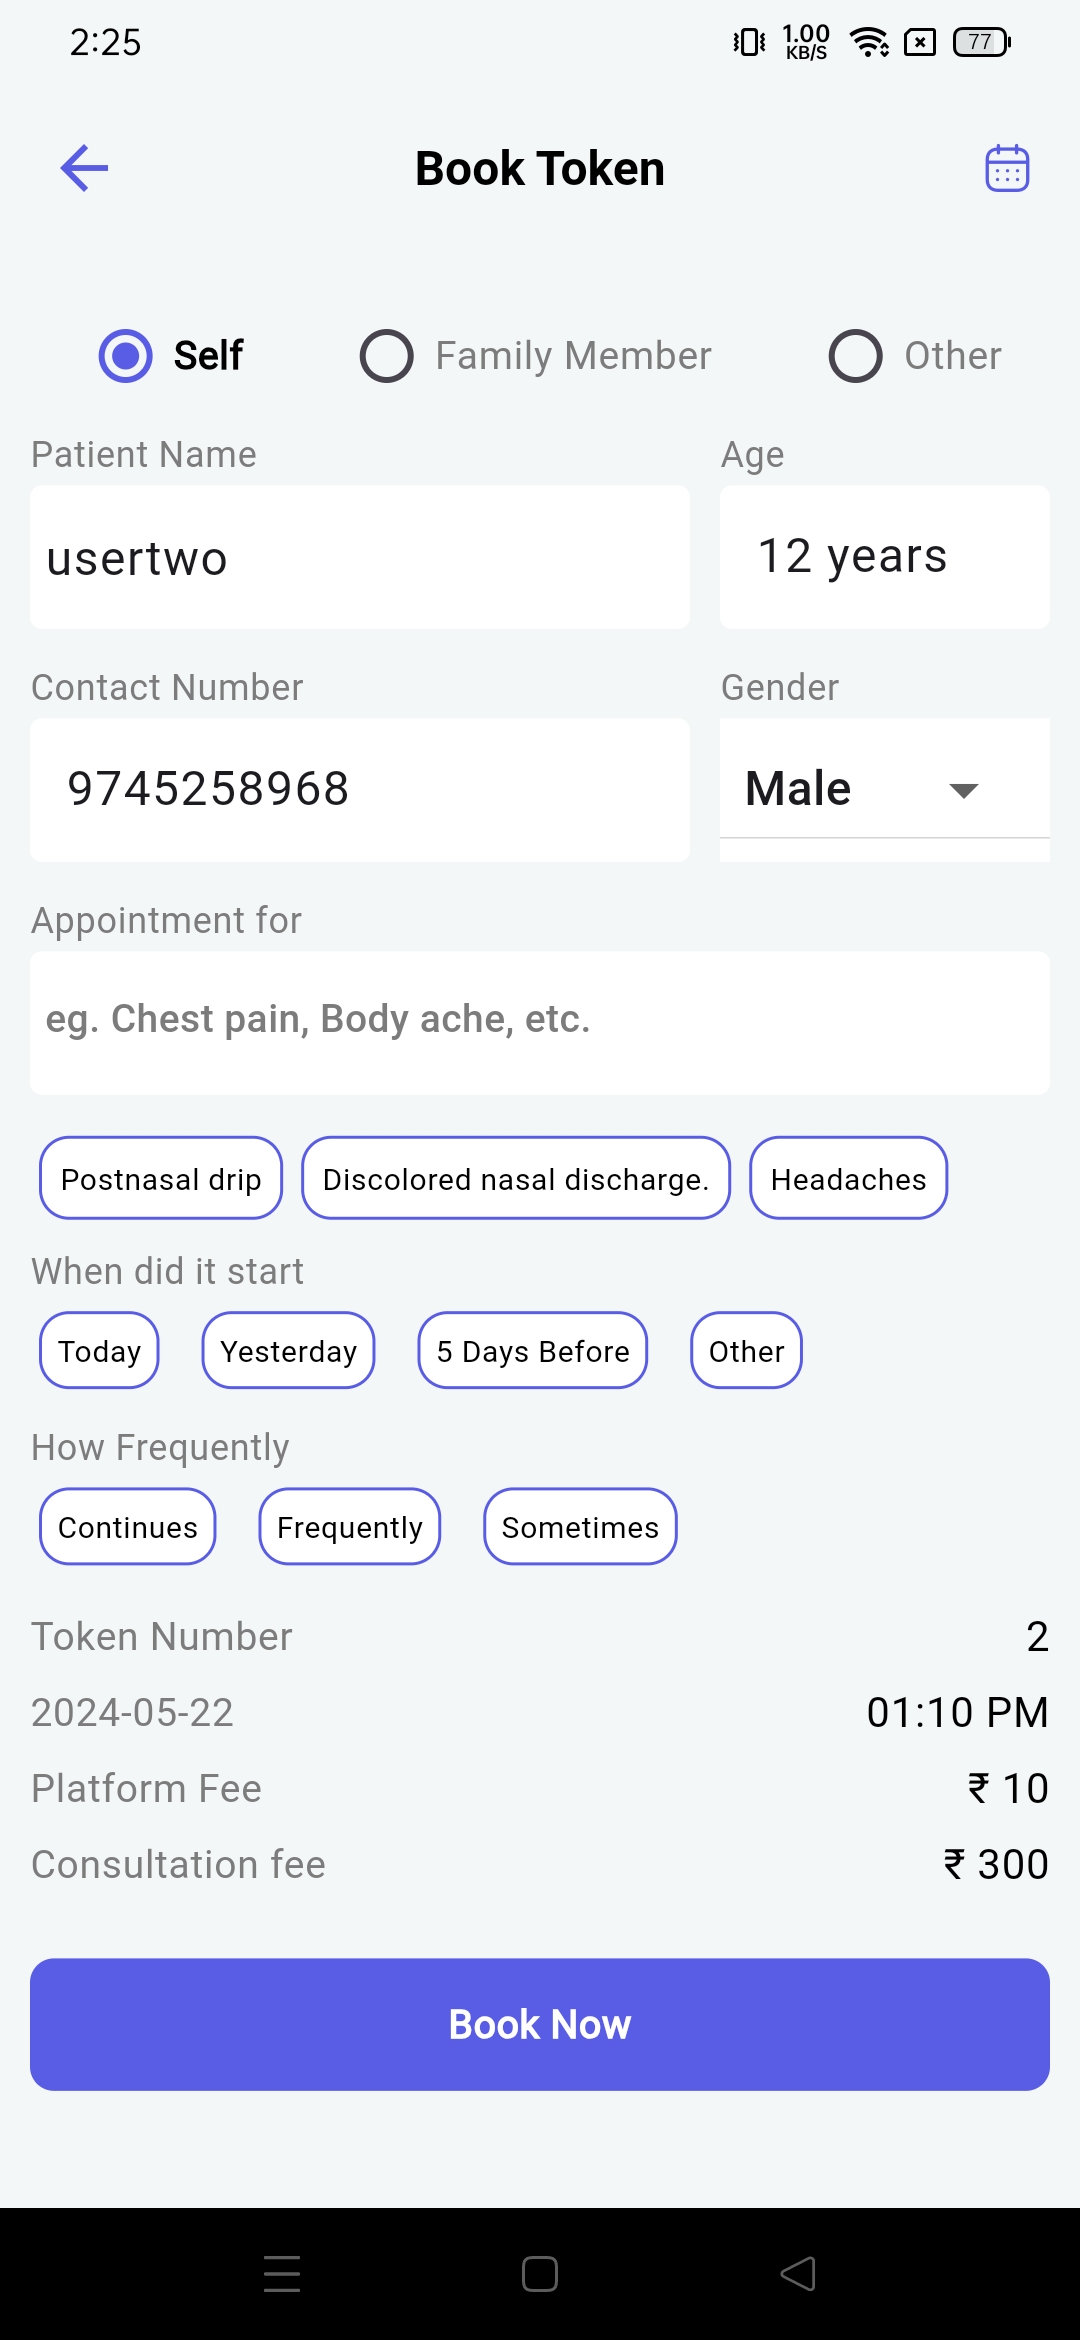 2:25
1.00
KB/S
77
Book Token
Self Family Member Other
Patient Name Age
usertwo 12 years
Contact Number Gender
9745258968 Male
Appointment for
eg. Chest pain, Body ache, etc.
Postnasal drip Discolored nasal discharge. Headaches
When did it start
Today Yesterday 5 Days Before Other
How Frequently
Continues Frequently Sometimes
Token Number 2
2024-05-22 01:10 PM
Platform Fee ₹ 10
Consultation fee ₹ 300
Book Now